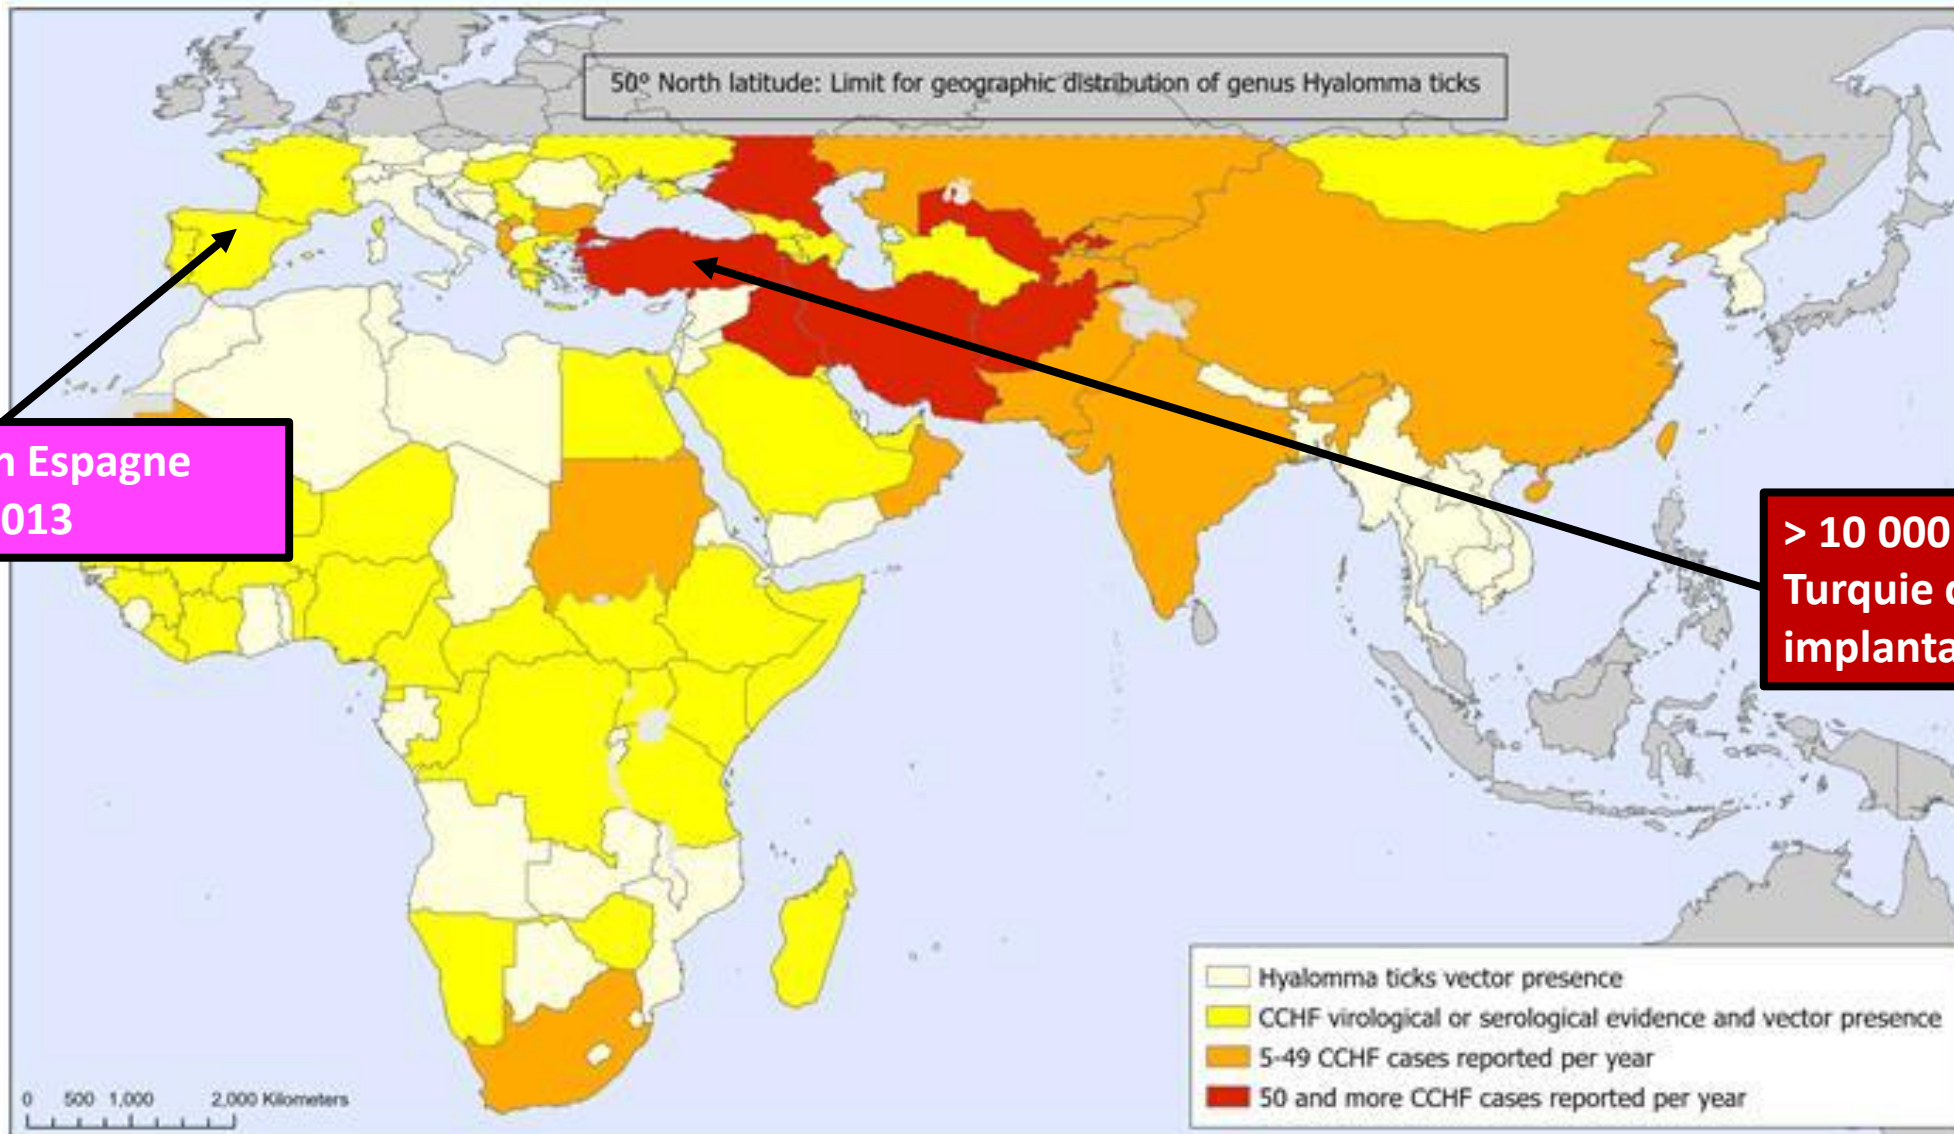 50° North latitude: Limit for geographic distribution of genus Hyalomma ticks
n Espagne
013
> 10 000
Turquie
implanta
Hyalomma ticks vector presence
CCHF virological or serological evidence and vector presence
5-49 CCHF cases reported per year
50 and more CCHF cases reported per year
0 500 1,000 2,000 Kilometers